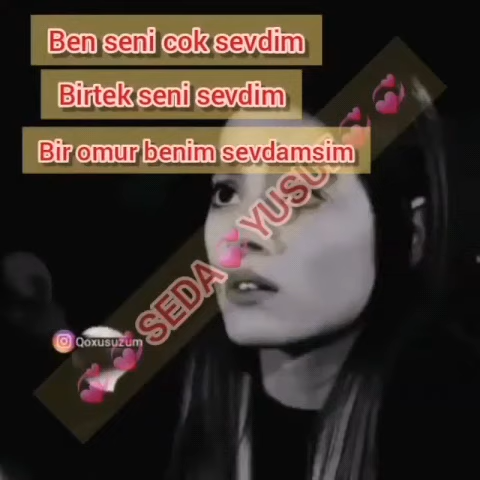 Ben seni cok sevdim
Birtek seni sevdim
Bir omur benim sevdamsim
SEDA 💞 YUSUF 💞 💞
Qoxusuzum